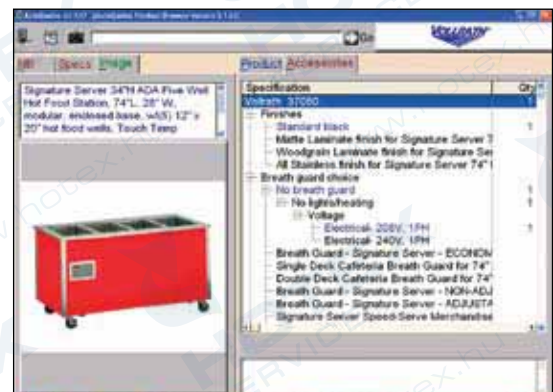 Go
VOLLRATH
Specs Image
Product Accessories
Signature Server 34"H ADA Five Well
Hot Food Station, 74"L, 28" W,
modular, enclosed base, w/(5) 12" x
20" hot food wells, Touch Temp
Specification Qty
Vollrath 37080 1
Finishes
Standard black 1
Matte Laminate finish for Signature Server 7
Woodgrain Laminate finish for Signature Ser
All Stainless finish for Signature Server 74"
Breath guard choice
No breath guard 1
No lights/heating 1
Voltage
Electrical- 208V, 1PH 1
Electrical- 240V, 1PH
Breath Guard - Signature Server - ECONOM
Single Deck Cafeteria Breath Guard for 74"
Double Deck Cafeteria Breath Guard for 74"
Breath Guard - Signature Server - NON-ADJ
Breath Guard - Signature Server - ADJUSTA
Signature Server Speed-Serve Merchandise